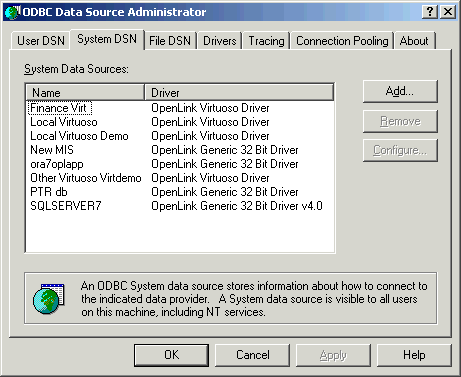 ODBC Data Source Administrator
User DSN System DSN File DSN Drivers Tracing Connection Pooling About
System Data Sources:
Name Driver Add...
Finance Virt OpenLink Virtuoso Driver
Local Virtuoso OpenLink Virtuoso Driver Remove
Local Virtuoso Demo OpenLink Virtuoso Driver
New MIS OpenLink Generic 32 Bit Driver Configure...
ora7oplapp OpenLink Generic 32 Bit Driver
Other Virtuoso Virtdemo OpenLink Virtuoso Driver
PTR db OpenLink Generic 32 Bit Driver
SQLSERVER7 OpenLink Generic 32 Bit Driver v4.0
An ODBC System data source stores information about how to connect to
the indicated data provider. A System data source is visible to all users
on this machine, including NT services.
OK Cancel Apply Help